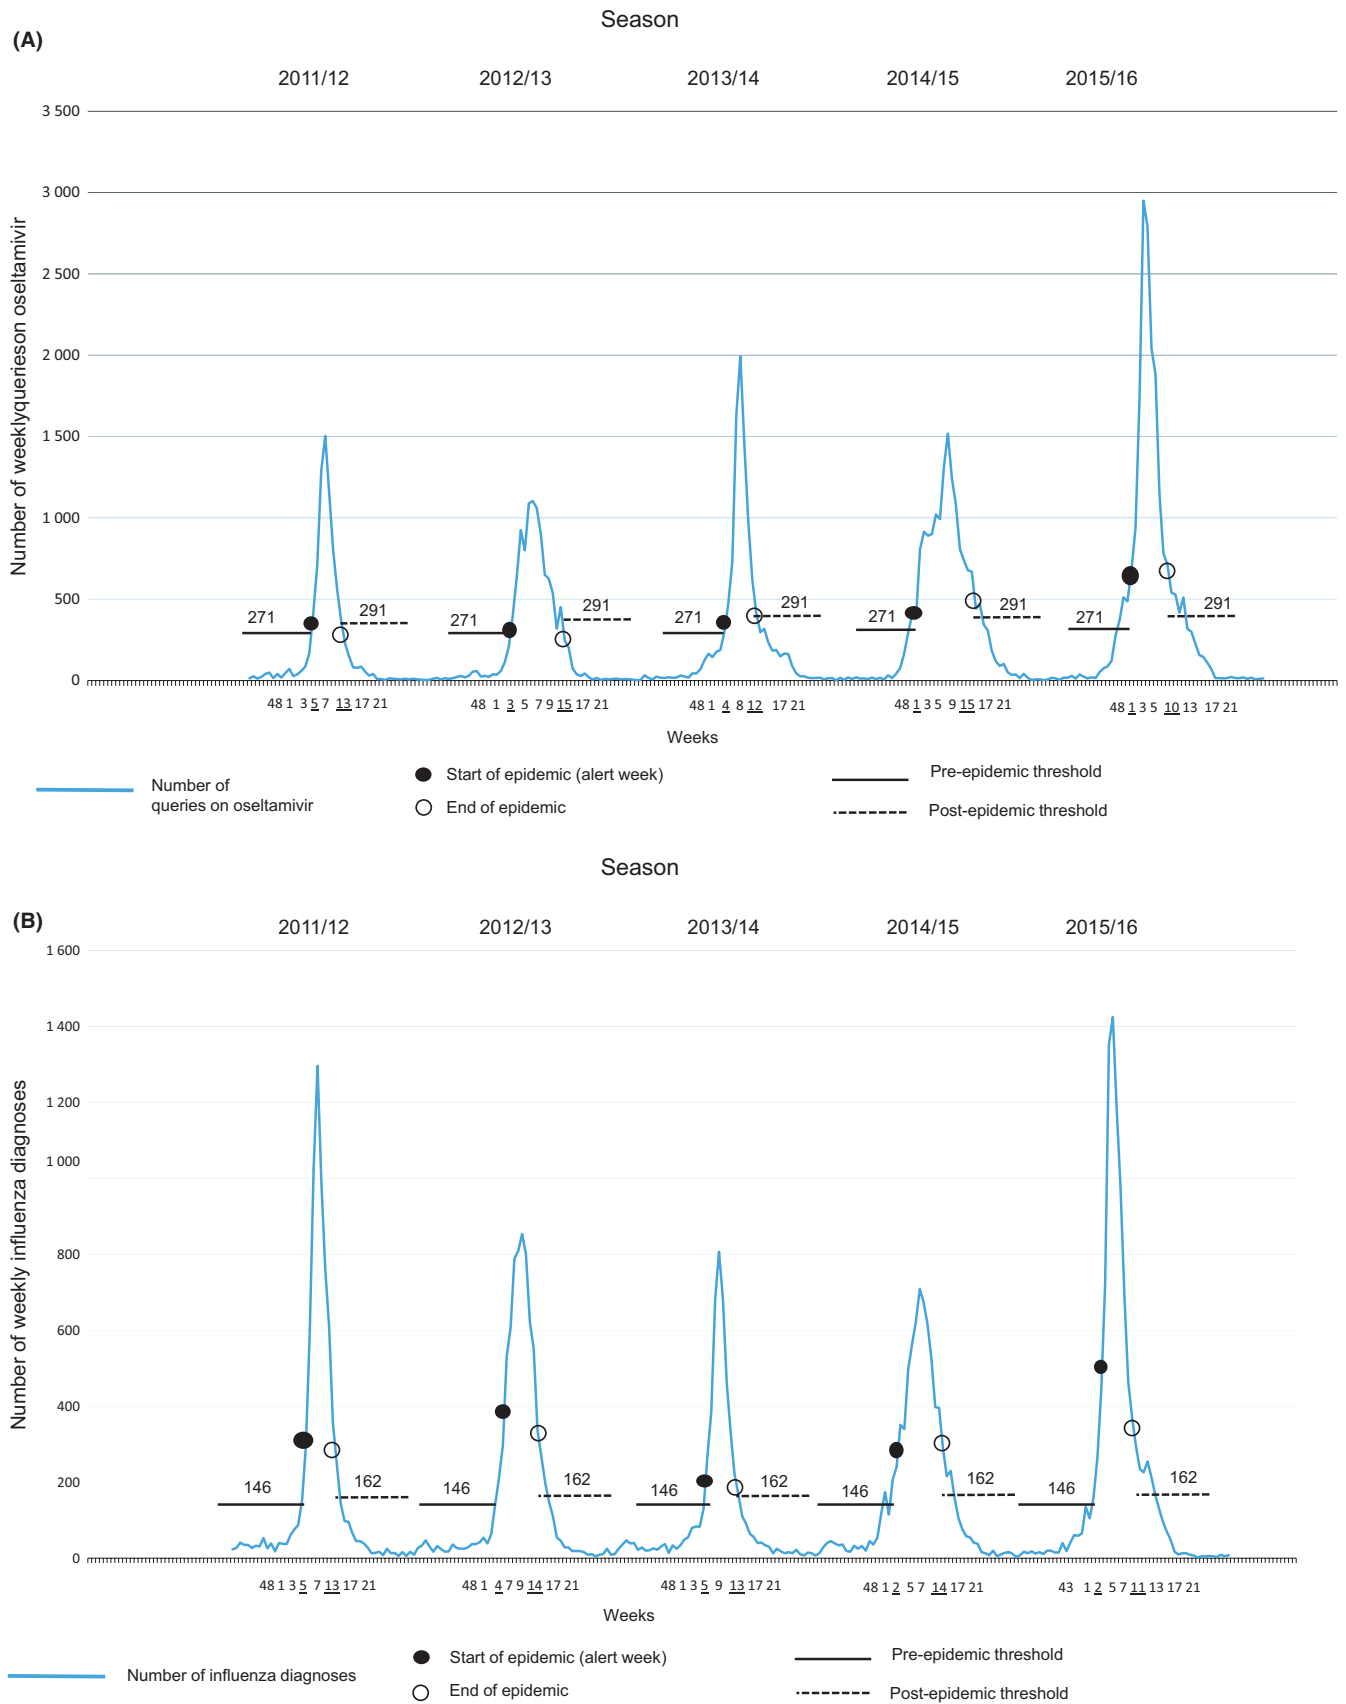 Season
(A)
2011/12 2012/13 2013/14 2014/15 2015/16
3 500
3 000
2 500
2 000
1 500
1 000
500
0
Number of weeklyquerieson oseltamivir
271 291 271 291 271 291 271 291 271 291
48 1 3 5 7 13 17 21 48 1 3 5 7 9 15 17 21 48 1 4 8 12 17 21 48 1 3 5 9 15 17 21 48 1 3 5 10 13 17 21
Weeks
Number of
queries on oseltamivir
Start of epidemic (alert week)
End of epidemic
Pre-epidemic threshold
Post-epidemic threshold
Season
(B)
2011/12 2012/13 2013/14 2014/15 2015/16
1 600
1 400
1 200
1 000
800
600
400
200
0
Number of weekly influenza diagnoses
146 162 146 162 146 162 146 162 146 162
48 1 3 5 7 13 17 21 48 1 4 7 9 14 17 21 48 1 3 5 9 13 17 21 48 1 2 5 7 14 17 21 43 1 2 5 7 11 13 17 21
Weeks
Number of influenza diagnoses
Start of epidemic (alert week)
End of epidemic
Pre-epidemic threshold
Post-epidemic threshold